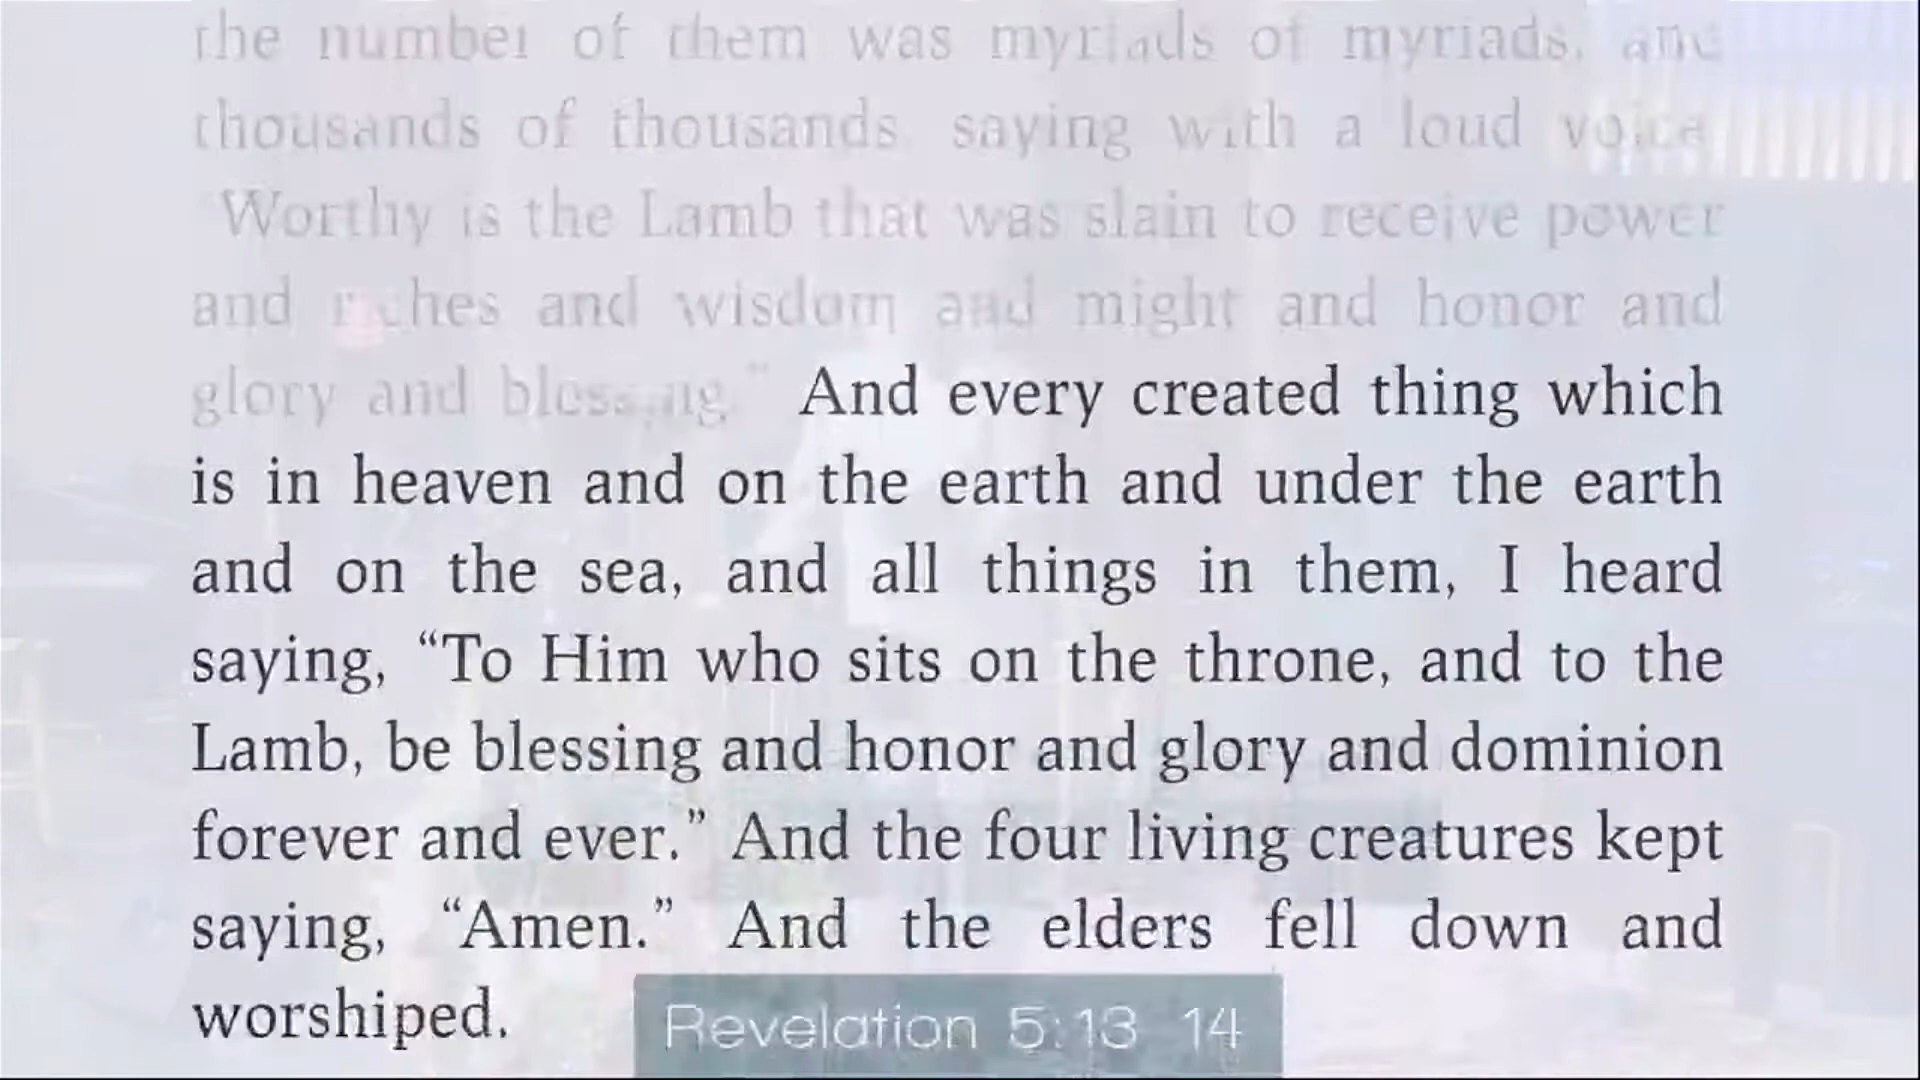 the number of them was myriads of myriads, and
thousands of thousands, saying with a loud voice,
"Worthy is the Lamb that was slain to receive power
and riches and wisdom and might and honor and
glory and blessing." And every created thing which
is in heaven and on the earth and under the earth
and on the sea, and all things in them, I heard
saying, “To Him who sits on the throne, and to the
Lamb, be blessing and honor and glory and dominion
forever and ever.” And the four living creatures kept
saying, “Amen.” And the elders fell down and
worshiped.
Revelation 5:13 14